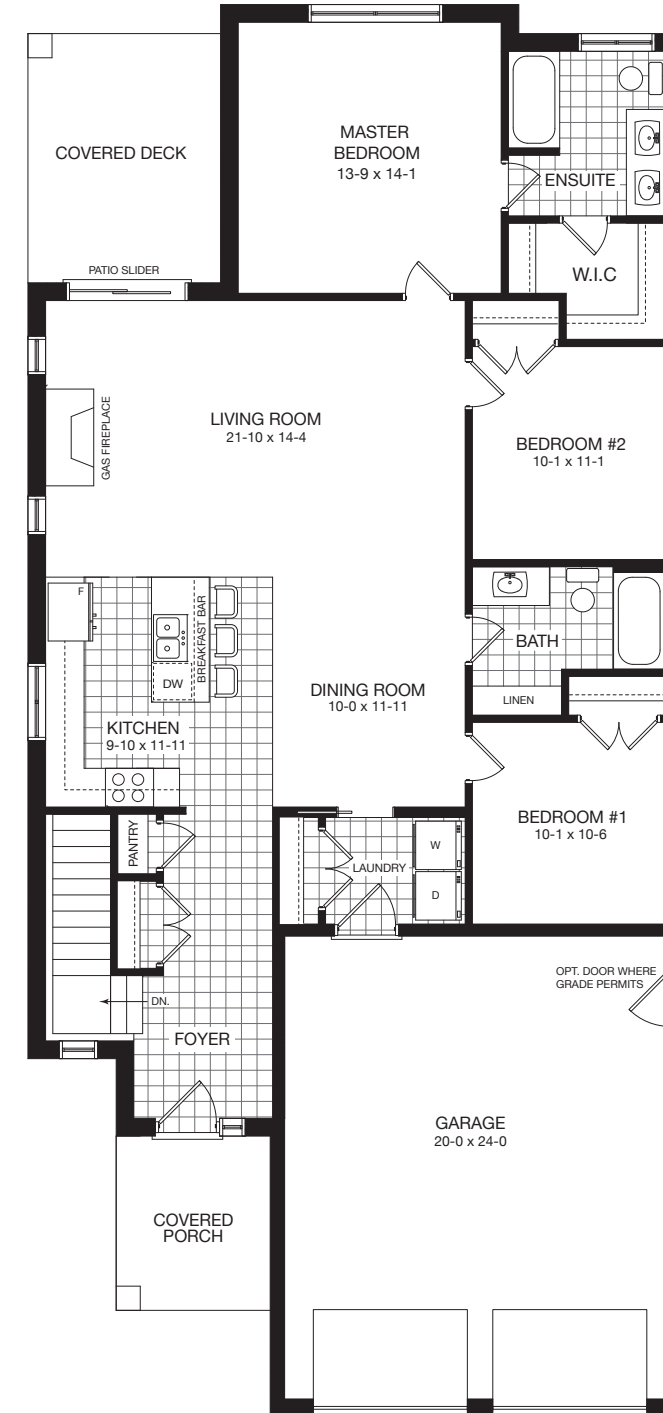 COVERED DECK
MASTER
BEDROOM
13-9 x 14-1
ENSUITE
W.I.C
PATIO SLIDER
LIVING ROOM
21-10 x 14-4
GAS FIREPLACE
BEDROOM #2
10-1 x 11-1
F
BREAKFAST BAR
DW
KITCHEN
9-10 x 11-11
DINING ROOM
10-0 x 11-11
BATH
LINEN
BEDROOM #1
10-1 x 10-6
PANTRY
LAUNDRY
W
D
DN.
FOYER
OPT. DOOR WHERE
GRADE PERMITS
GARAGE
20-0 x 24-0
COVERED
PORCH